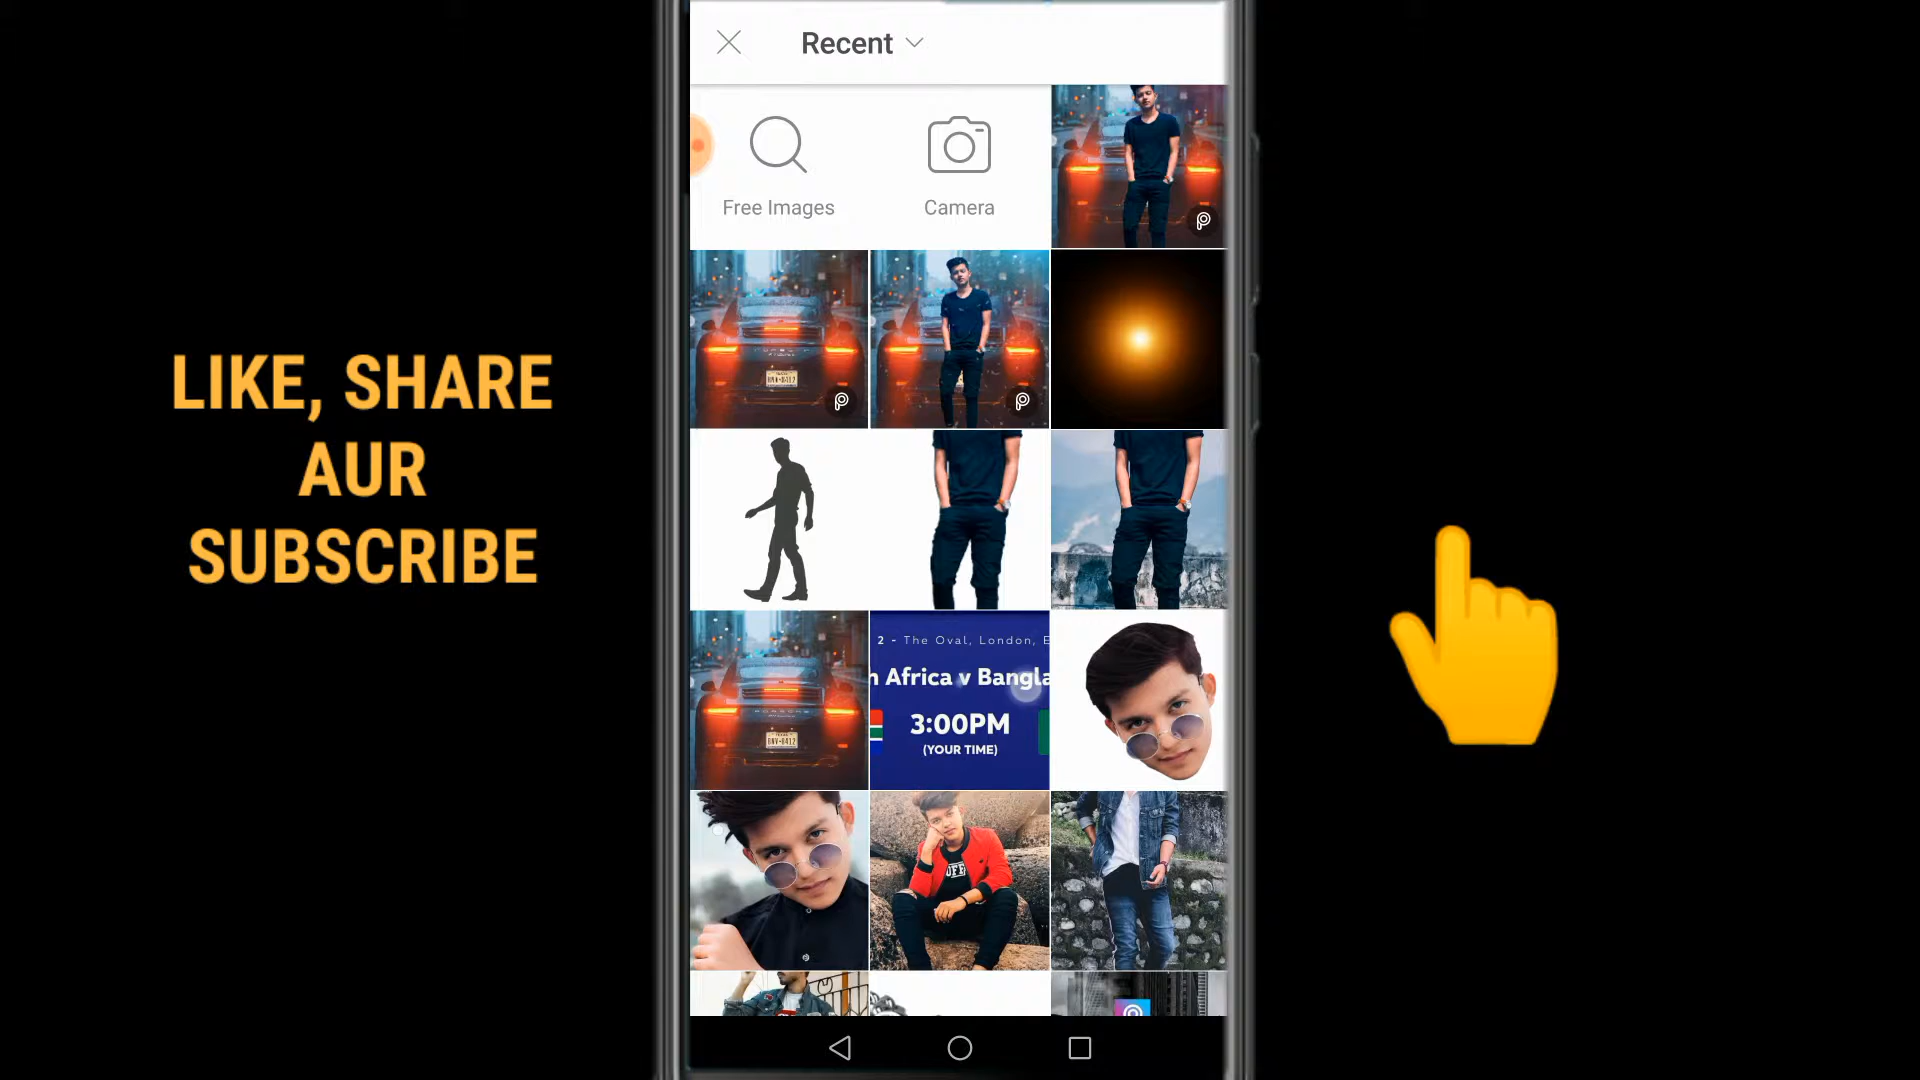 Recent
Free Images
Camera
LIKE, SHARE
AUR
SUBSCRIBE
2 - The Oval, London, E
h Africa v Bangla
3:00PM
(YOUR TIME)